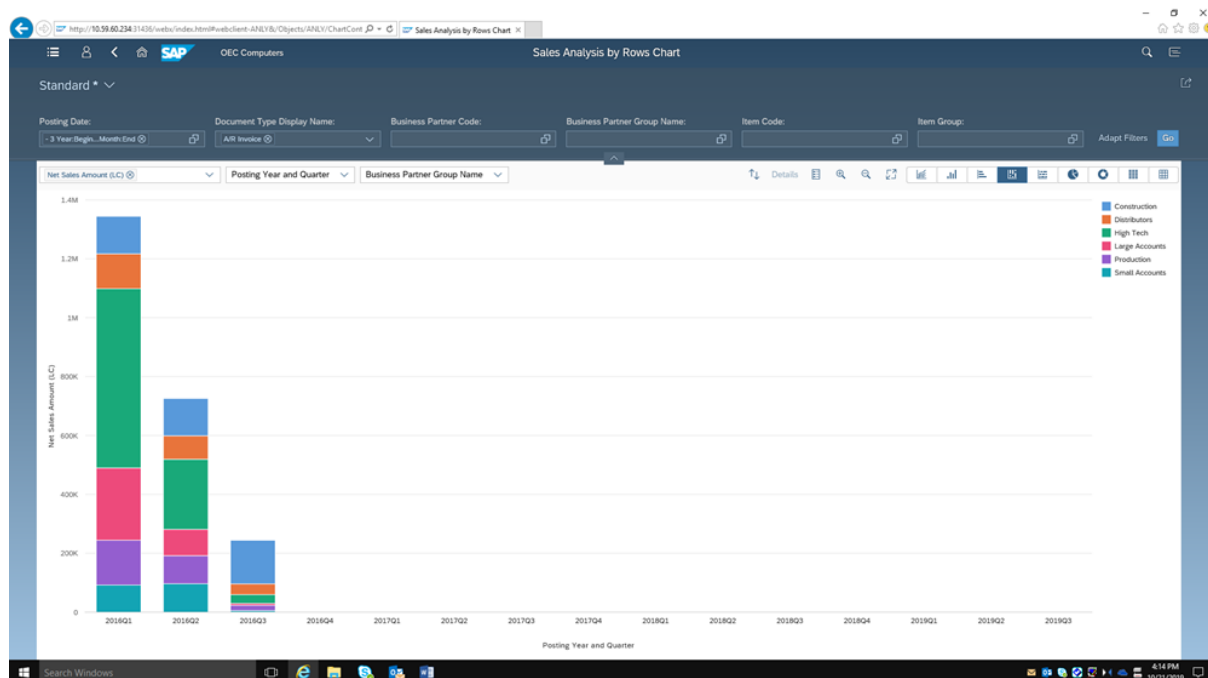 http://10.59.60.234:31438/webx/index.html#webclient-ANLY&/Objects/ANLY/ChartCont
Sales Analysis by Rows Chart
SAP
OEC Computers
Sales Analysis by Rows Chart
Standard *
Posting Date:
Document Type Display Name:
Business Partner Code:
Business Partner Group Name:
Item Code:
Item Group:
- 3 Year:Begin...Month:End
A/R Invoice
Adapt Filters
Go
Net Sales Amount (LC)
Posting Year and Quarter
Business Partner Group Name
Details
1.4M
1.2M
1M
800K
600K
400K
200K
0
Net Sales Amount (LC)
Construction
Distributors
High Tech
Large Accounts
Production
Small Accounts
2016Q1 2016Q2 2016Q3 2016Q4 2017Q1 2017Q2 2017Q3 2017Q4 2018Q1 2018Q2 2018Q3 2018Q4 2019Q1 2019Q2 2019Q3
Posting Year and Quarter
Search Windows
4:14 PM